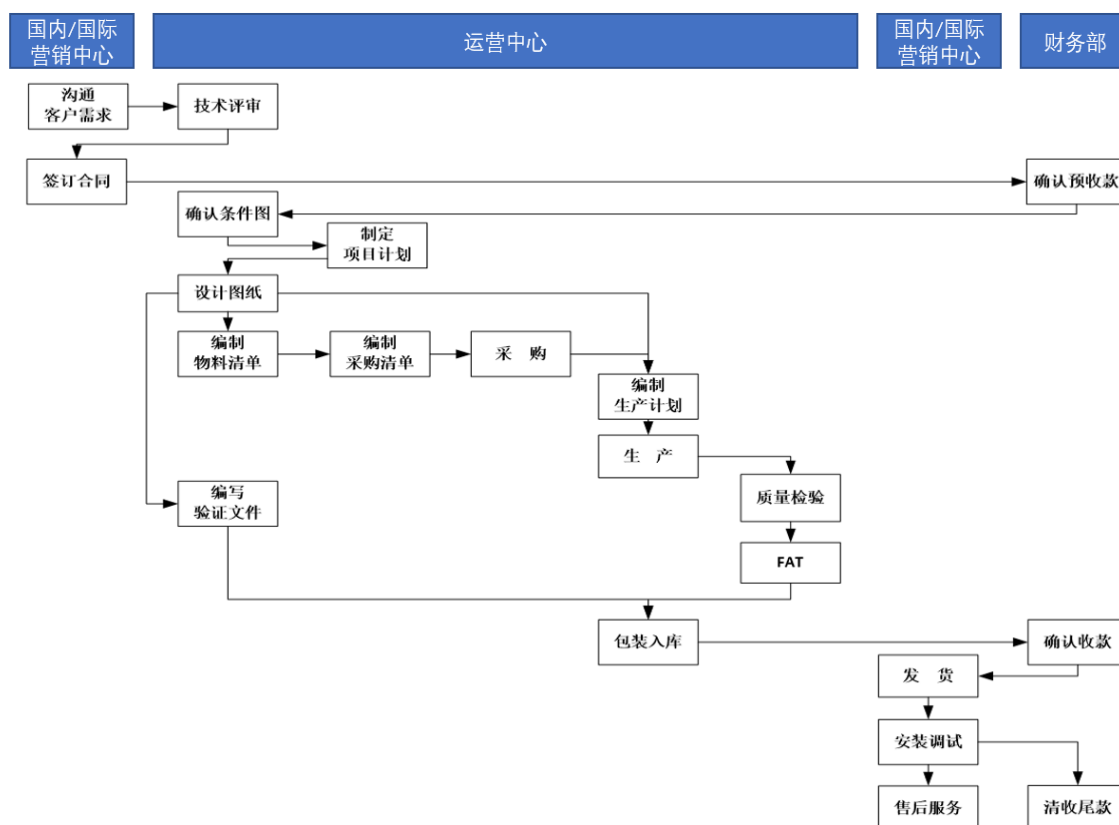 国内/国际
营销中心
运营中心
国内/国际
营销中心
财务部
沟通
客户需求
技术评审
签订合同
确认预收款
确认条件图
制定
项目计划
设计图纸
编制
物料清单
编制
采购清单
采 购
编制
生产计划
生 产
质量检验
编写
验证文件
FAT
包装入库
确认收款
发 货
安装调试
售后服务
清收尾款